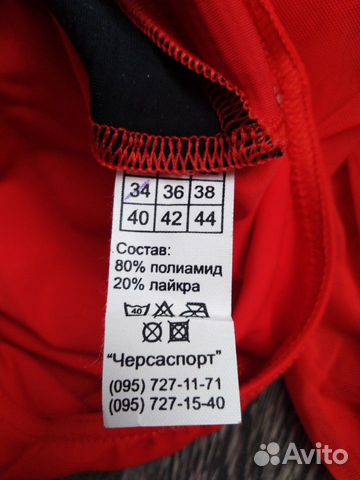 34 36 38
40 42 44
Состав:
80% полиамид
20% лайкра
40
"Черсаспорт"
(095) 727-11-71
(095) 727-15-40
Avito